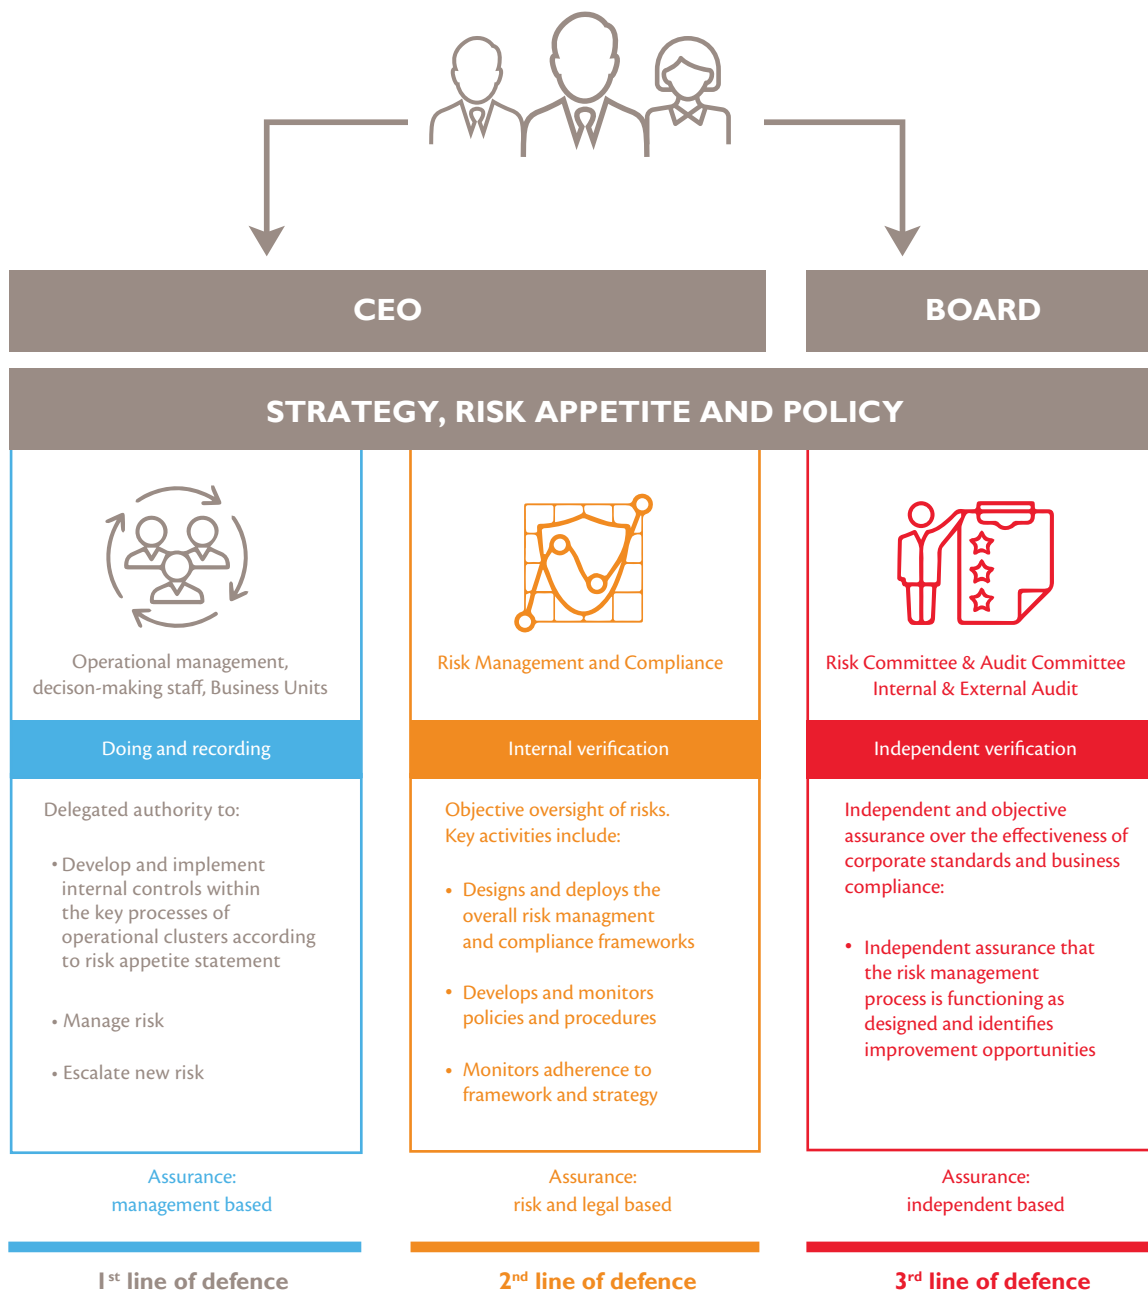 CEO
BOARD
STRATEGY, RISK APPETITE AND POLICY
Operational management,
decison-making staff, Business Units
Doing and recording
Delegated authority to:
• Develop and implement
internal controls within
the key processes of
operational clusters according
to risk appetite statement
• Manage risk
• Escalate new risk
Assurance:
management based
1st line of defence
Risk Management and Compliance
Internal verification
Objective oversight of risks.
Key activities include:
• Designs and deploys the
overall risk managment
and compliance frameworks
• Develops and monitors
policies and procedures
• Monitors adherence to
framework and strategy
Assurance:
risk and legal based
2nd line of defence
Risk Committee & Audit Committee
Internal & External Audit
Independent verification
Independent and objective
assurance over the effectiveness of
corporate standards and business
compliance:
• Independent assurance that
the risk management
process is functioning as
designed and identifies
improvement opportunities
Assurance:
independent based
3rd line of defence